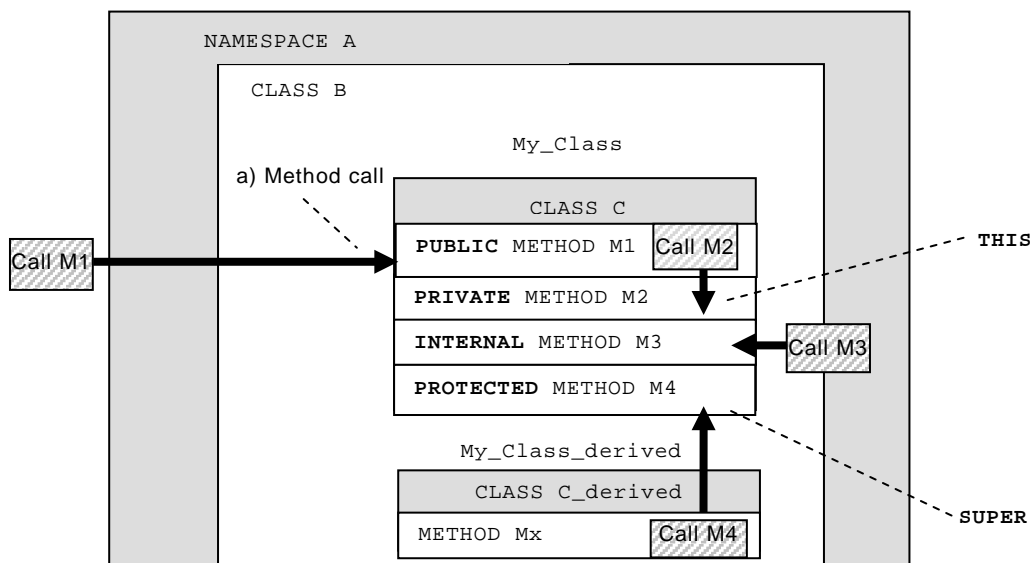 NAMESPACE A
CLASS B
My_Class
a) Method call
CLASS C
PUBLIC METHOD M1
Call M2
THIS
Call M1
PRIVATE METHOD M2
INTERNAL METHOD M3
Call M3
PROTECTED METHOD M4
My_Class_derived
CLASS C_derived
SUPER
METHOD Mx
Call M4